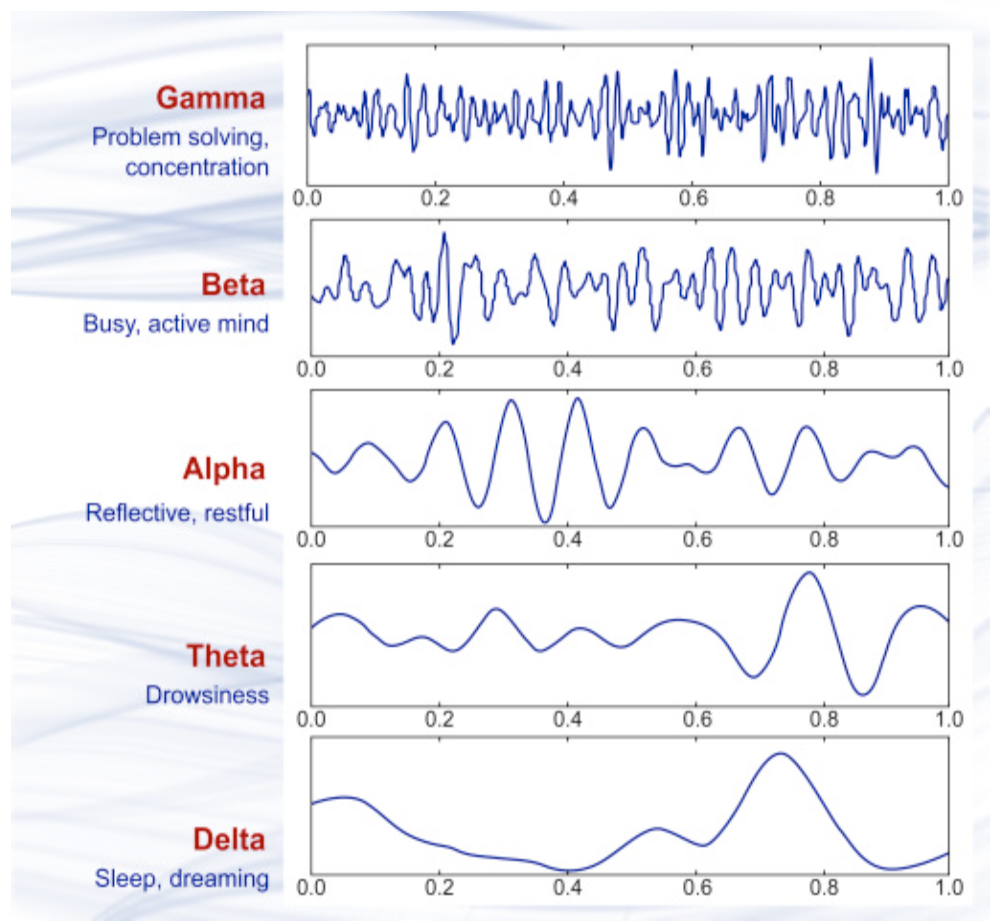 Gamma
Problem solving,
concentration
0.0 0.2 0.4 0.6 0.8 1.0
Beta
Busy, active mind
0.0 0.2 0.4 0.6 0.8 1.0
Alpha
Reflective, restful
0.0 0.2 0.4 0.6 0.8 1.0
Theta
Drowsiness
0.0 0.2 0.4 0.6 0.8 1.0
Delta
Sleep, dreaming
0.0 0.2 0.4 0.6 0.8 1.0